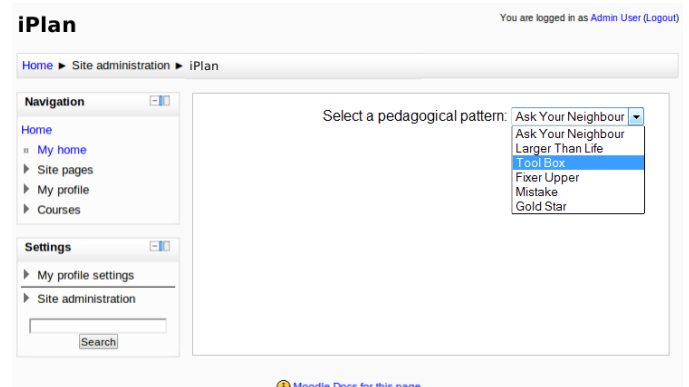 iPlan
You are logged in as Admin User (Logout)
Home ► Site administration ► iPlan
Navigation
Home
My home
Site pages
My profile
Courses
Settings
My profile settings
Site administration
Search
Select a pedagogical pattern: Ask Your Neighbour
Ask Your Neighbour
Larger Than Life
Tool Box
Fixer Upper
Mistake
Gold Star
Moodle Docs for this page